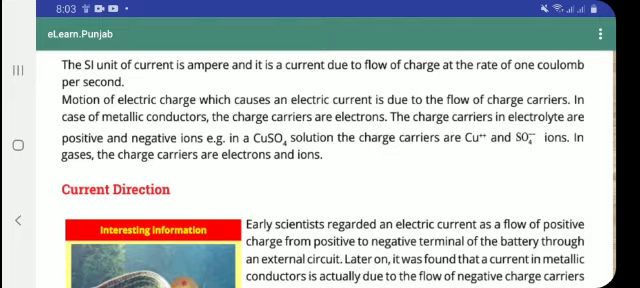 8:03
eLearn.Punjab
The SI unit of current is ampere and it is a current due to flow of charge at the rate of one coulomb
per second.
Motion of electric charge which causes an electric current is due to the flow of charge carriers. In
case of metallic conductors, the charge carriers are electrons. The charge carriers in electrolyte are
positive and negative ions e.g. in a CuSO₄ solution the charge carriers are Cu⁺⁺ and SO₄⁻⁻ ions. In
gases, the charge carriers are electrons and ions.
Current Direction
Interesting Information
Early scientists regarded an electric current as a flow of positive
charge from positive to negative terminal of the battery through
an external circuit. Later on, it was found that a current in metallic
conductors is actually due to the flow of negative charge carriers